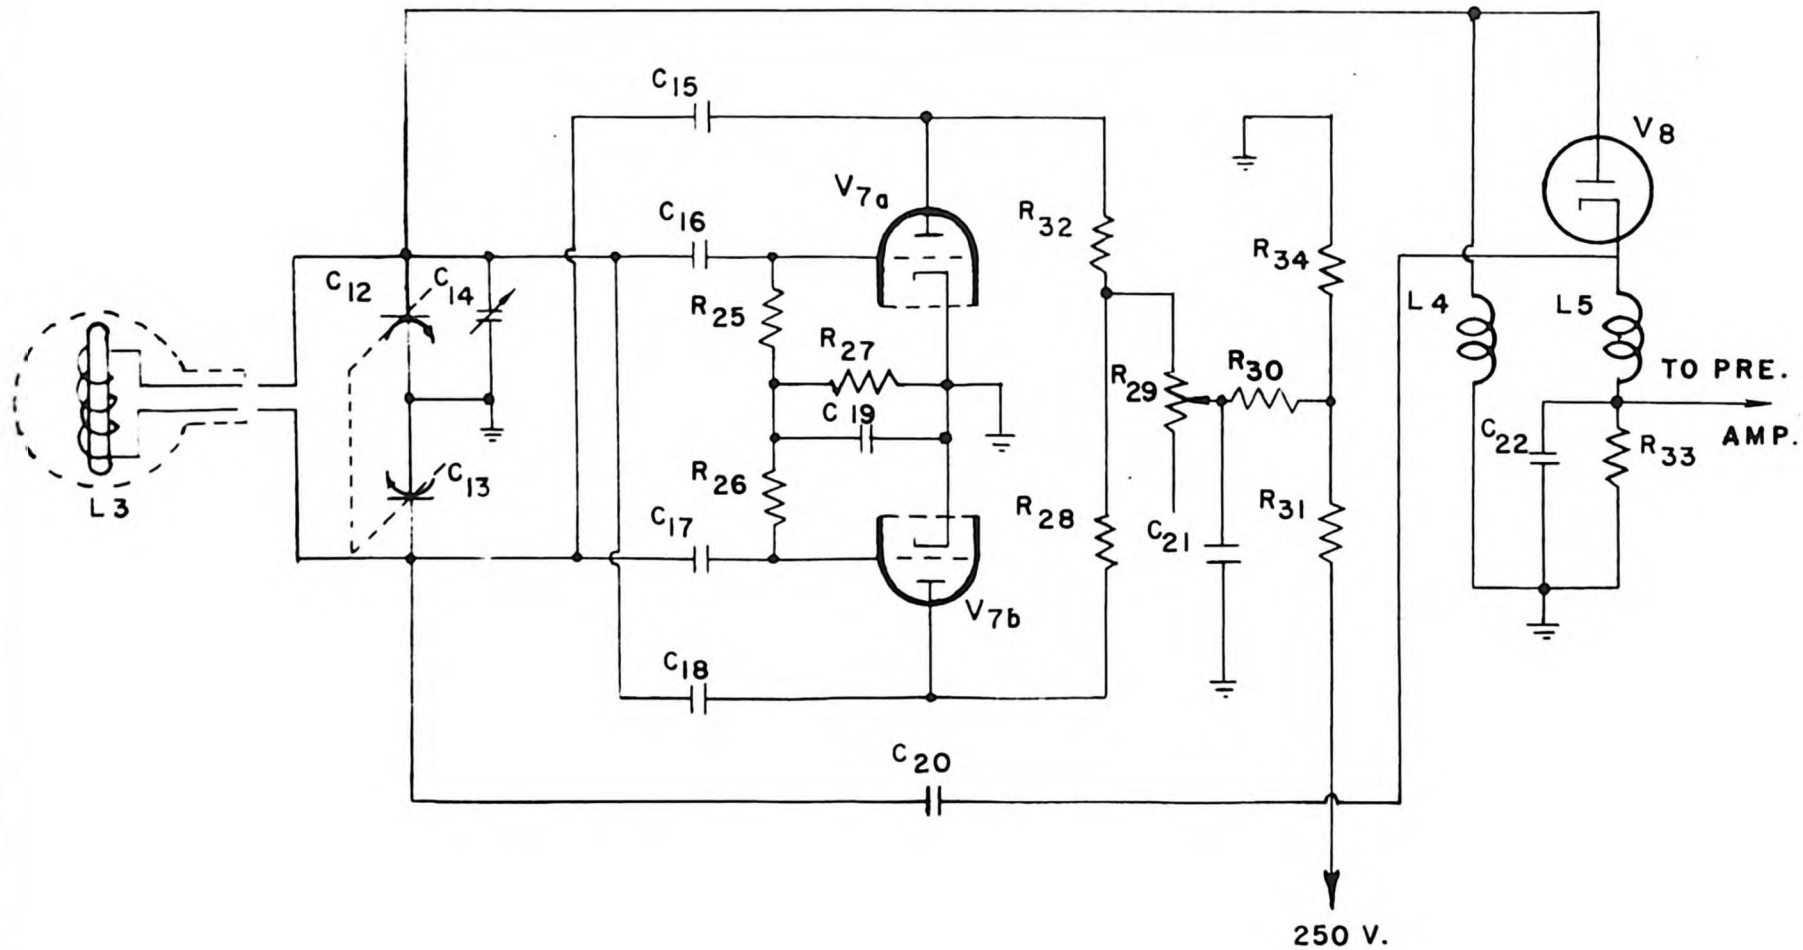 C15
V8
V7a
C16
R32
R34
C12
C14
R25
L4
L5
R27
R30
TO PRE.
R29
C19
AMP.
C22
R33
C13
R26
L3
C17
R28
C21
R31
V7b
C18
C20
250 V.